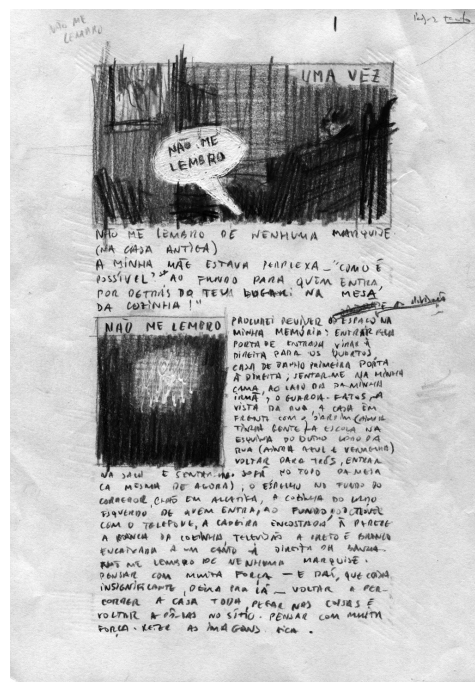 NÃO ME
LEMBRO
1
UMA VEZ
NÃO ME
LEMBRO
NÃO ME LEMBRO DE NENHUMA MARQUISE
(NA CASA ANTIGA)
A MINHA MÃE ESTAVA PERPLEXA – "COMO É
POSSÍVEL? AO FUNDO PARA QUEM ENTRA,
POR DETRÁS DO TEU LUGAR NA MESA
DA COZINHA!"
NÃO ME LEMBRO
PROCUREI REVIVER O ESPAÇO NA
MINHA MEMÓRIA: ENTRAR PELA
PORTA DE ENTRADA VIRAR À
DIREITA PARA OS QUARTOS
CASA DE BANHO PRIMEIRA PORTA
À DIREITA, SENTAR-ME NA MINHA
CAMA, AO LADO DA DA MINHA
IRMÃ, O GUARDA-FATOS, A
VISTA DA RUA, A CASA EM
FRENTE COM O JARDIM
TINHA GENTE, A ESCOLA NA
ESQUINA DO OUTRO LADO DA
RUA (MINHA AZUL E VERMELHA)
VOLTAR PARA TRÁS, ENTRAR
NA SALA E SENTAR-ME SOFÁ NO TOPO DA MESA
(A MESMA DE AGORA), O ESPELHO NO FUNDO DO
CORREDOR, CHÃO EM ALCATIFA, A COZINHA DO LADO
ESQUERDO DE QUEM ENTRA, AO FUNDO, O
COM O TELEFONE, A CADEIRA ENCOSTADA À PAREDE
A BANCA DA COZINHA, TELEVISÃO A PRETO E BRANCO
ENCAIXADA A UM CANTO À DIREITA DA BANCA.
NÃO ME LEMBRO DE NENHUMA MARQUISE.
PENSAR COM MUITA FORÇA – E DAÍ, QUE COISA
INSIGNIFICANTE, DEIXA PRA LÁ – VOLTAR A PER-
CORRER A CASA TODA, PEGAR NAS COISAS E
VOLTAR A PÔ-LAS NO SÍTIO. PENSAR COM MUITA
FORÇA. RETER AS IMAGENS. FICA.